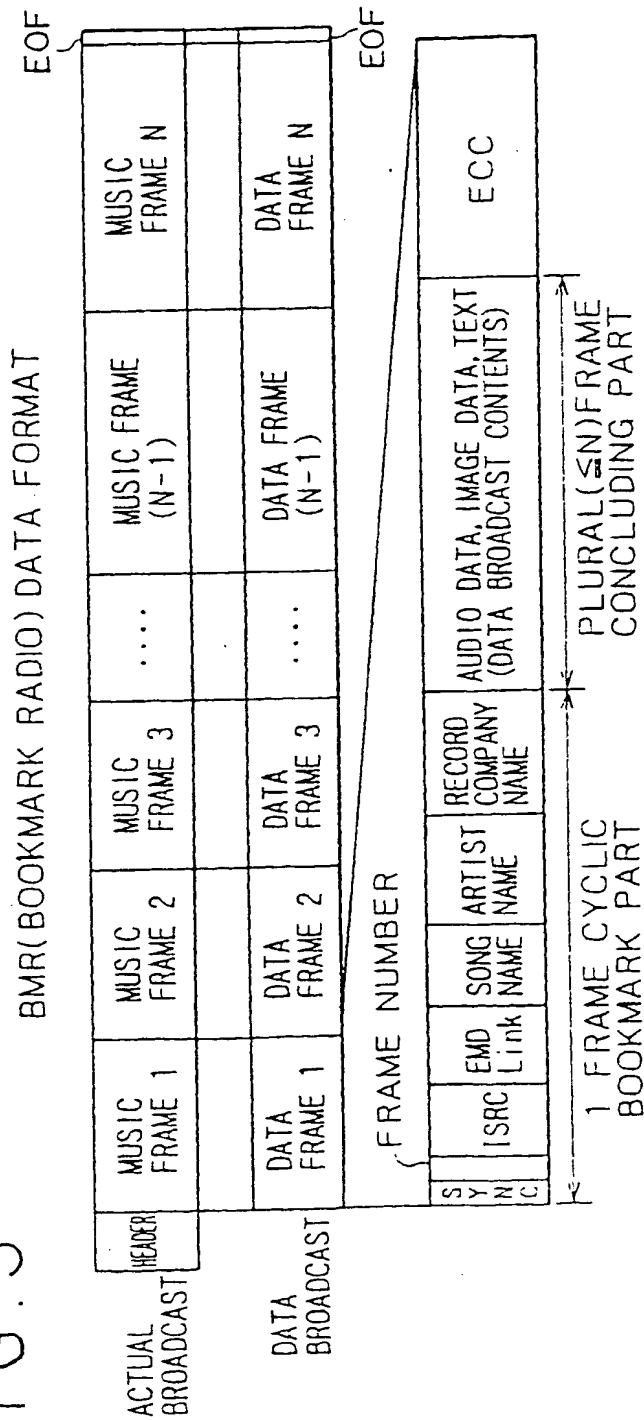 BMR(BOOKMARK RADIO) DATA FORMAT
EOF
ACTUAL
BROADCAST
HEADER
MUSIC
FRAME 1
MUSIC
FRAME 2
MUSIC
FRAME 3
....
MUSIC FRAME
(N-1)
MUSIC
FRAME N
DATA
BROADCAST
DATA
FRAME 1
DATA
FRAME 2
DATA
FRAME 3
....
DATA FRAME
(N-1)
DATA
FRAME N
EOF
FRAME NUMBER
SYNC
ISRC
EMD
Link
SONG
NAME
ARTIST
NAME
RECORD
COMPANY
NAME
AUDIO DATA, IMAGE DATA, TEXT
(DATA BROADCAST CONTENTS)
ECC
1 FRAME CYCLIC
BOOKMARK PART
PLURAL(≤N)FRAME
CONCLUDING PART